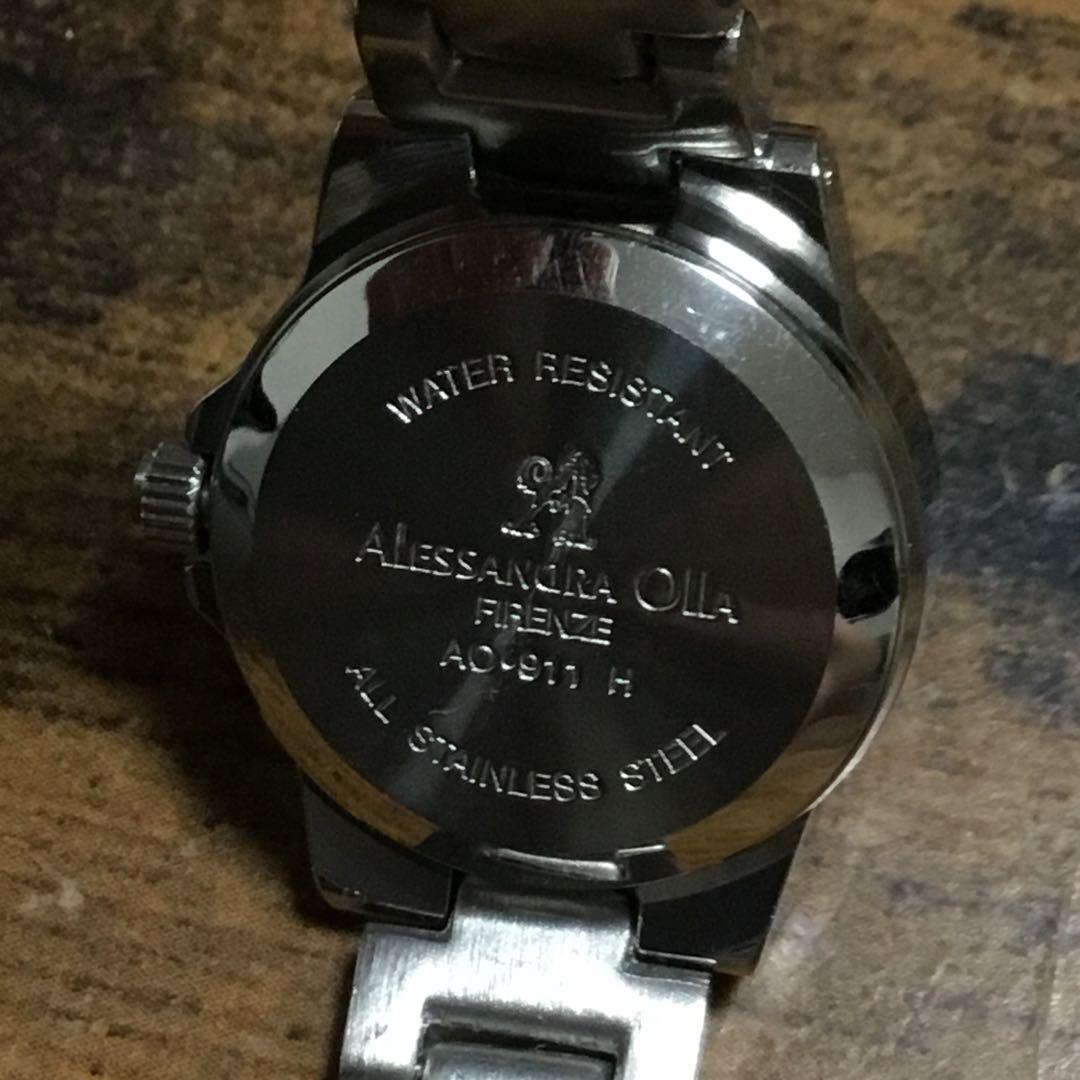 WATER RESISTANT
ALESSANDRA OLLA
FIRENZE
AO-911 H
ALL STAINLESS STEEL